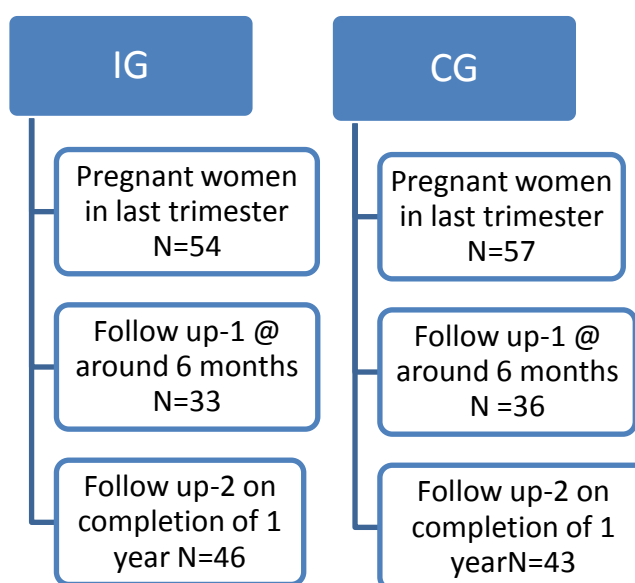 IG
Pregnant women
in last trimester
N=54
Follow up-1 @
around 6 months
N=33
Follow up-2 on
completion of 1
year N=46
CG
Pregnant women
in last trimester
N=57
Follow up-1 @
around 6 months
N =36
Follow up-2 on
completion of 1
yearN=43